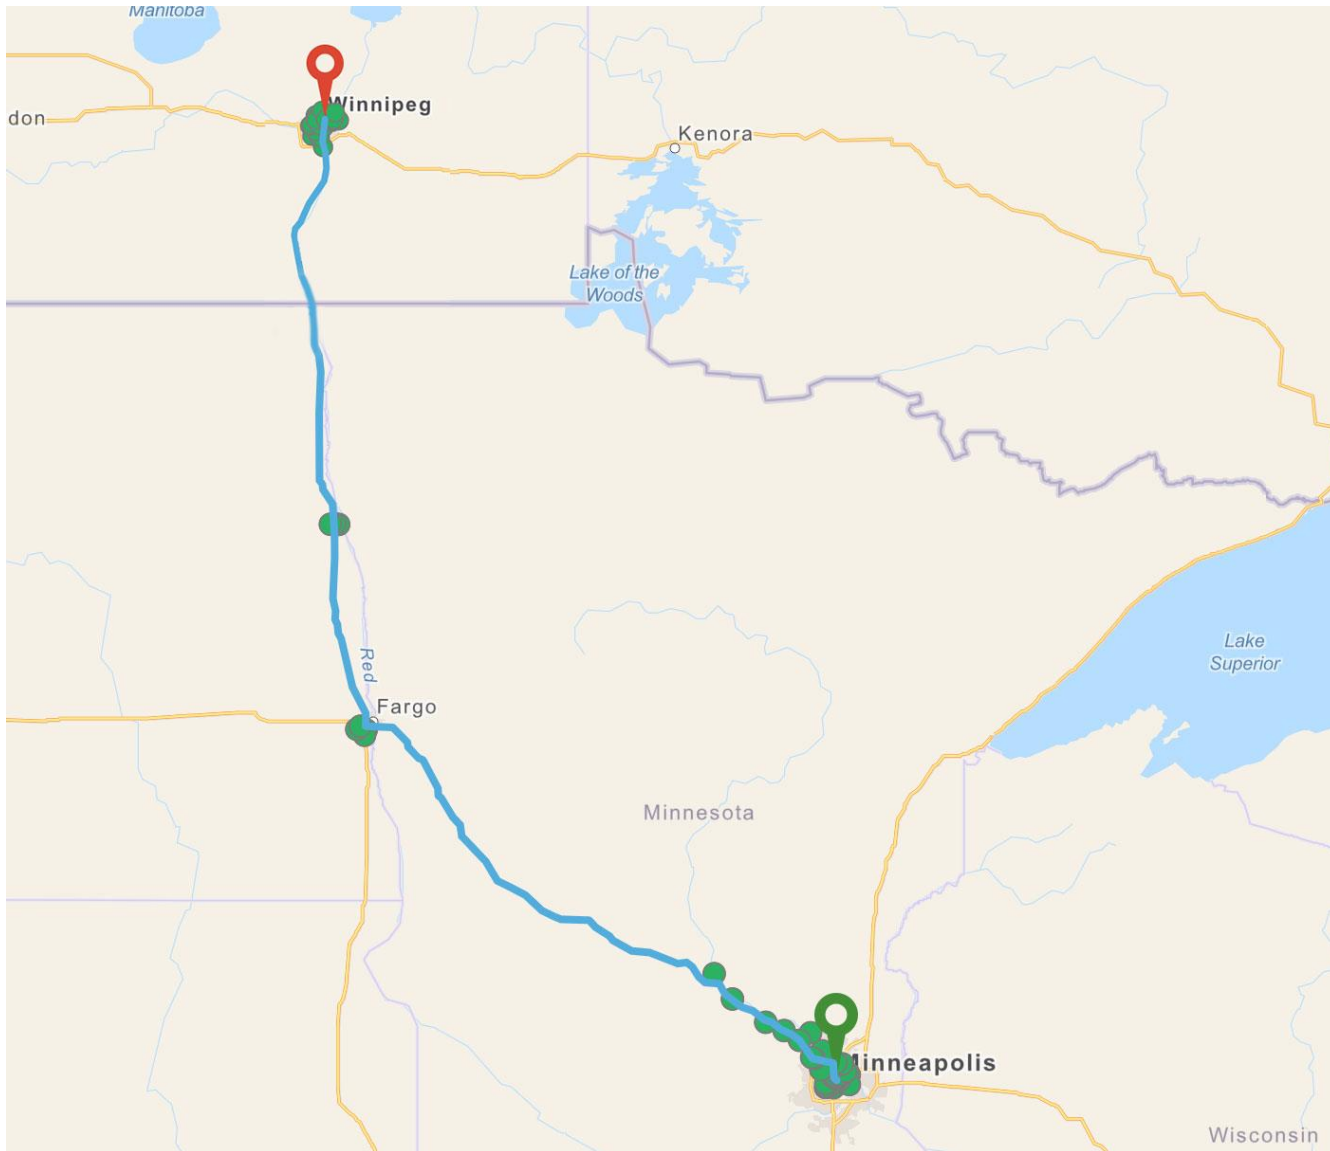 Manitoba
Winnipeg
don
Kenora
Lake of the
Woods
Lake
Superior
Red
Fargo
Minnesota
Minneapolis
Wisconsin